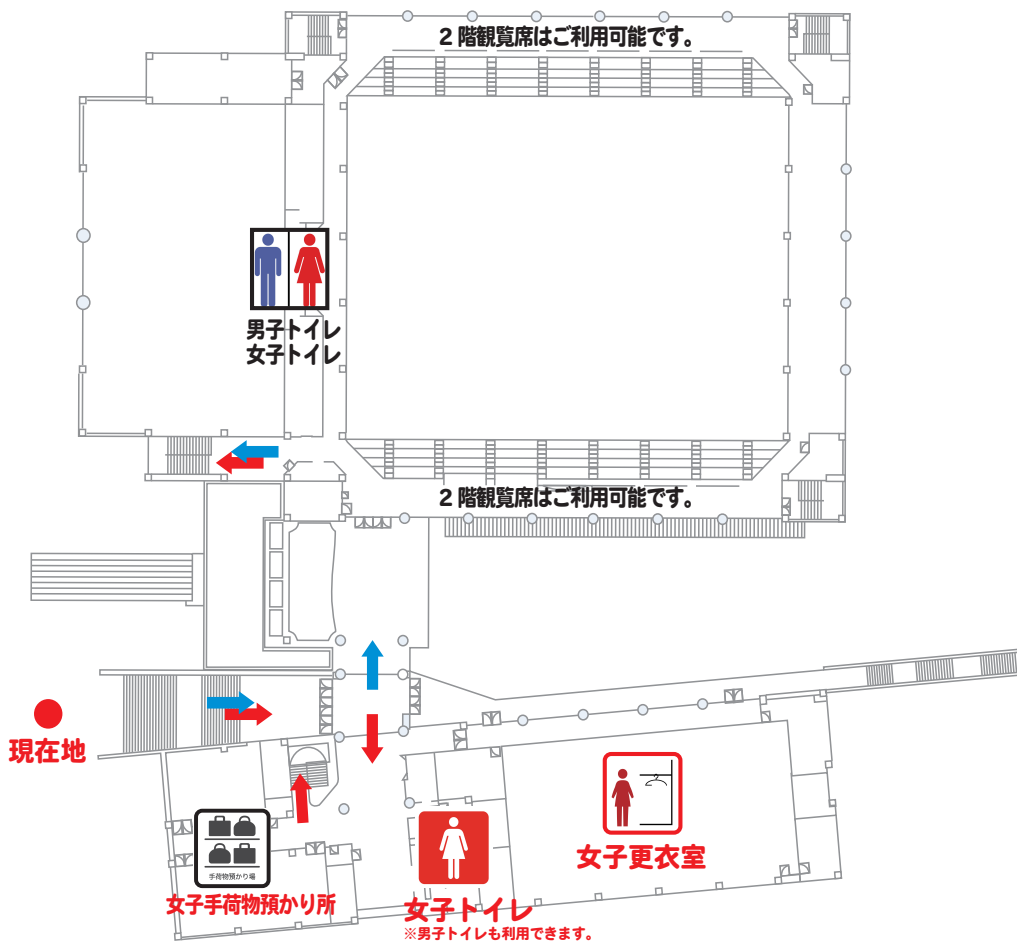 2 階観覧席はご利用可能です。
男子トイレ
女子トイレ
2 階観覧席はご利用可能です。
現在地
手荷物預かり場
女子更衣室
女子手荷物預かり所
女子トイレ
※男子トイレも利用できます。